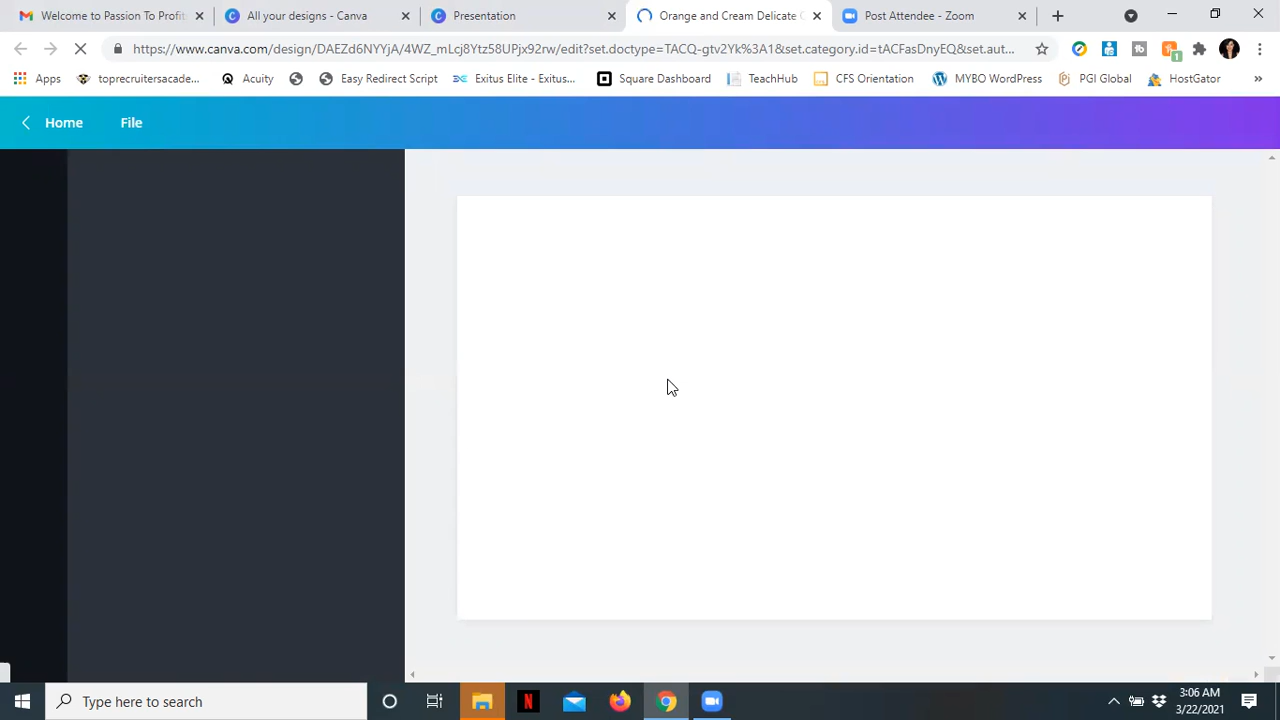 Welcome to Passion To Profit
All your designs - Canva
Presentation
Orange and Cream Delicate
Post Attendee - Zoom
https://www.canva.com/design/DAEZd6NYYjA/4WZ_mLcjb7tz58UPjx92rw/edit?set.doctype=TACQ-gtv2Yk%3A1&set.category.id=tACFasDnyEQ&set.aut...
Apps
toprecruitersacade...
Acuity
Easy Redirect Script
Exitus Elite - Exitus...
Square Dashboard
TeachHub
CFS Orientation
MYBO WordPress
PGI Global
HostGator
Home
File
Type here to search
3:06 AM
3/22/2021